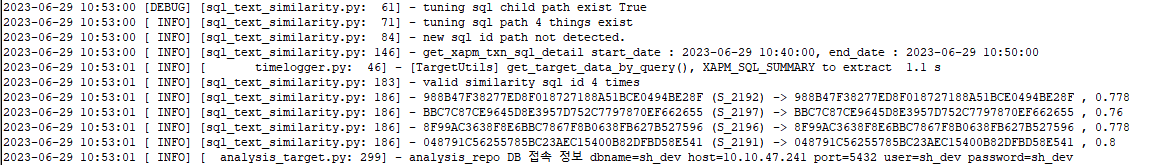 2023-06-29 10:53:00 [DEBUG] [sql_text_similarity.py:  61] - tuning sql child path exist True
2023-06-29 10:53:00 [ INFO] [sql_text_similarity.py:  71] - tuning sql path 4 things exist
2023-06-29 10:53:00 [ INFO] [sql_text_similarity.py:  84] - new sql id path not detected.
2023-06-29 10:53:00 [ INFO] [sql_text_similarity.py: 146] - get_xapm_txn_sql_detail start_date : 2023-06-29 10:40:00, end_date : 2023-06-29 10:50:00
2023-06-29 10:53:01 [ INFO] [      timelogger.py:  46] - [TargetUtils] get_target_data_by_query(), XAPM_SQL_SUMMARY to extract  1.1 s
2023-06-29 10:53:01 [ INFO] [sql_text_similarity.py: 183] - valid similarity sql id 4 times
2023-06-29 10:53:01 [ INFO] [sql_text_similarity.py: 186] - 988B47F38277ED8F018727188A51BCE0494BE28F (S_2192) -> 988B47F38277ED8F018727188A51BCE0494BE28F , 0.778
2023-06-29 10:53:01 [ INFO] [sql_text_similarity.py: 186] - BBC7C87CE9645D8E3957D752C7797870EF662655 (S_2197) -> BBC7C87CE9645D8E3957D752C7797870EF662655 , 0.76
2023-06-29 10:53:01 [ INFO] [sql_text_similarity.py: 186] - 8F99AC3638F8E6BBC7867F8B0638FB627B527596 (S_2196) -> 8F99AC3638F8E6BBC7867F8B0638FB627B527596 , 0.778
2023-06-29 10:53:01 [ INFO] [sql_text_similarity.py: 186] - 048791C56255785BC23AEC15400B82DFBD58E541 (S_2191) -> 048791C56255785BC23AEC15400B82DFBD58E541 , 0.8
2023-06-29 10:53:01 [ INFO] [  analysis_target.py: 299] - analysis_repo DB 접속 정보 dbname=sh_dev host=10.10.47.241 port=5432 user=sh_dev password=sh_dev